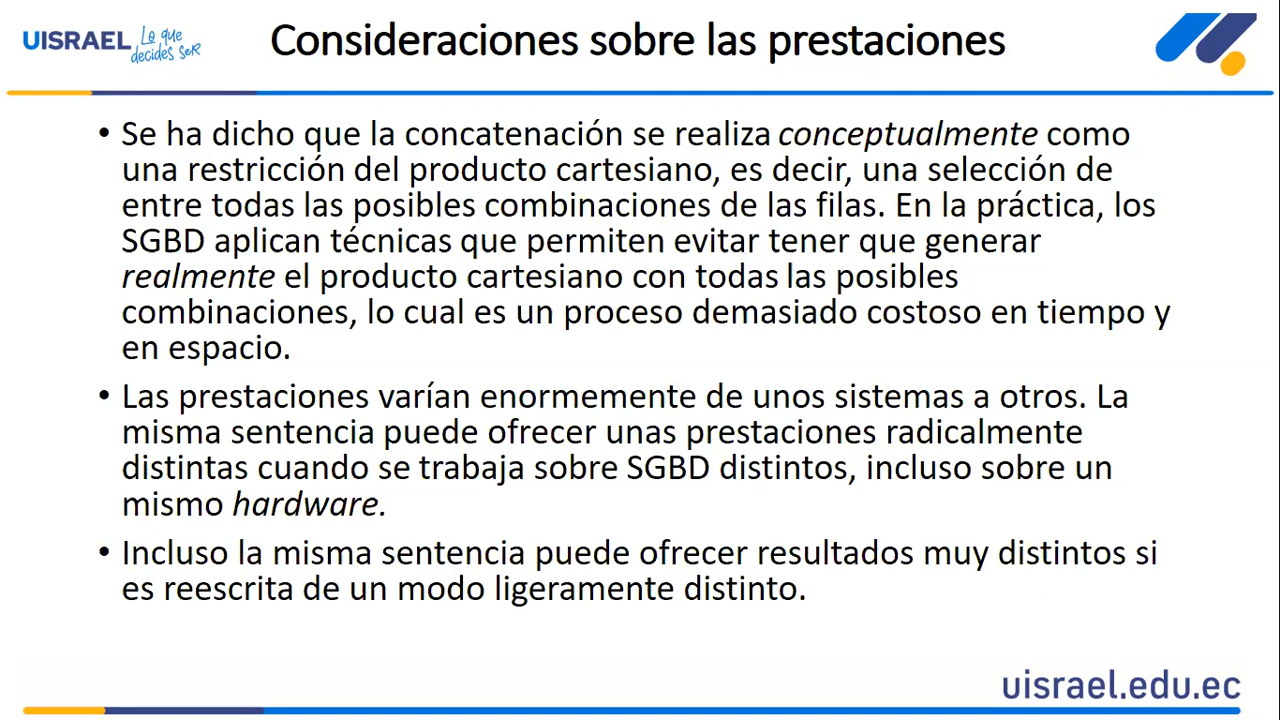 UISRAEL Lo que
decides seR
Consideraciones sobre las prestaciones
• Se ha dicho que la concatenación se realiza conceptualmente como
una restricción del producto cartesiano, es decir, una selección de
entre todas las posibles combinaciones de las filas. En la práctica, los
SGBD aplican técnicas que permiten evitar tener que generar
realmente el producto cartesiano con todas las posibles
combinaciones, lo cual es un proceso demasiado costoso en tiempo y
en espacio.
• Las prestaciones varían enormemente de unos sistemas a otros. La
misma sentencia puede ofrecer unas prestaciones radicalmente
distintas cuando se trabaja sobre SGBD distintos, incluso sobre un
mismo hardware.
• Incluso la misma sentencia puede ofrecer resultados muy distintos si
es reescrita de un modo ligeramente distinto.
uisrael.edu.ec